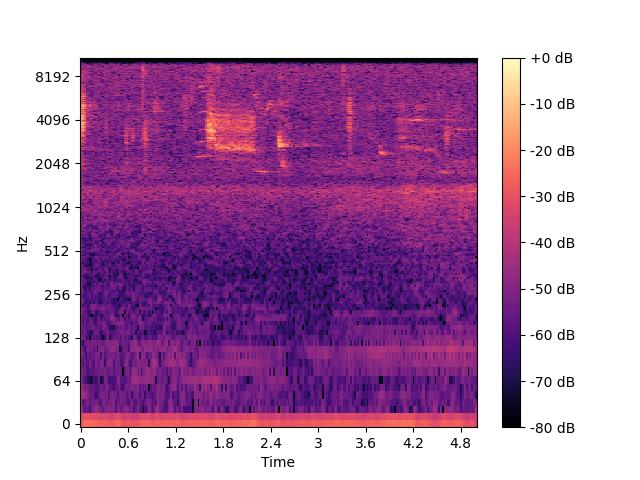 8192
4096
2048
1024
512
256
128
64
0
Hz
0 0.6 1.2 1.8 2.4 3 3.6 4.2 4.8
Time
+0 dB
-10 dB
-20 dB
-30 dB
-40 dB
-50 dB
-60 dB
-70 dB
-80 dB